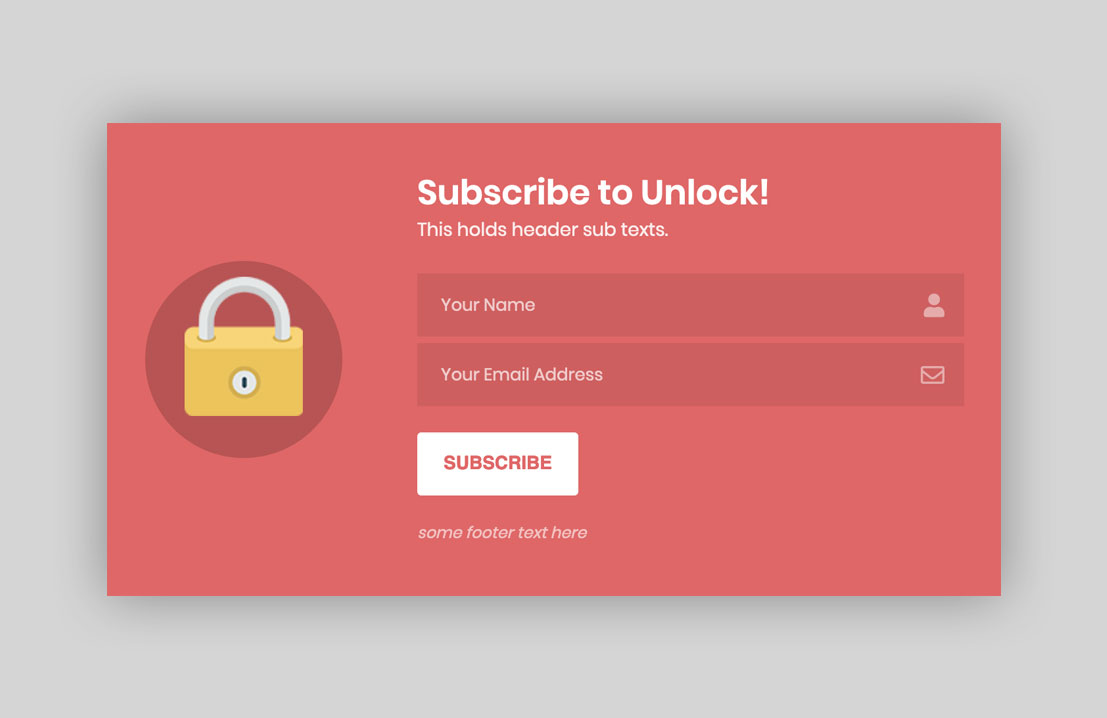 Subscribe to Unlock!
This holds header sub texts.
Your Name
Your Email Address
SUBSCRIBE
some footer text here